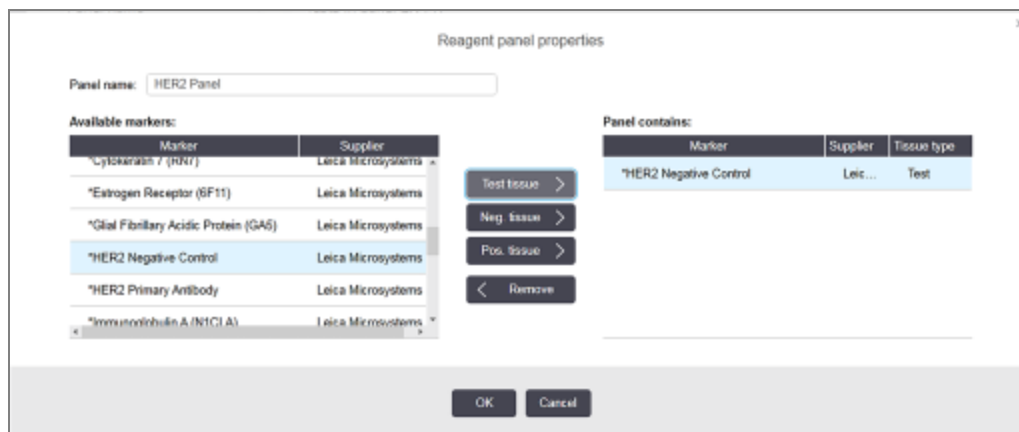 Reagent panel properties
Panel name: HER2 Panel
Available markers:
Panel contains:
Marker Supplier
Marker Supplier Tissue type
*Cytokeratin 7 (RN7) Leica Microsystems
*HER2 Negative Control Leic... Test
*Estrogen Receptor (6F11) Leica Microsystems
*Glial Fibrillary Acidic Protein (GA5) Leica Microsystems
*HER2 Negative Control Leica Microsystems
*HER2 Primary Antibody Leica Microsystems
*Immunoglobulin A (N1CLA) Leica Microsystems
Test tissue >
Neg. tissue >
Pos. tissue >
< Remove
OK Cancel